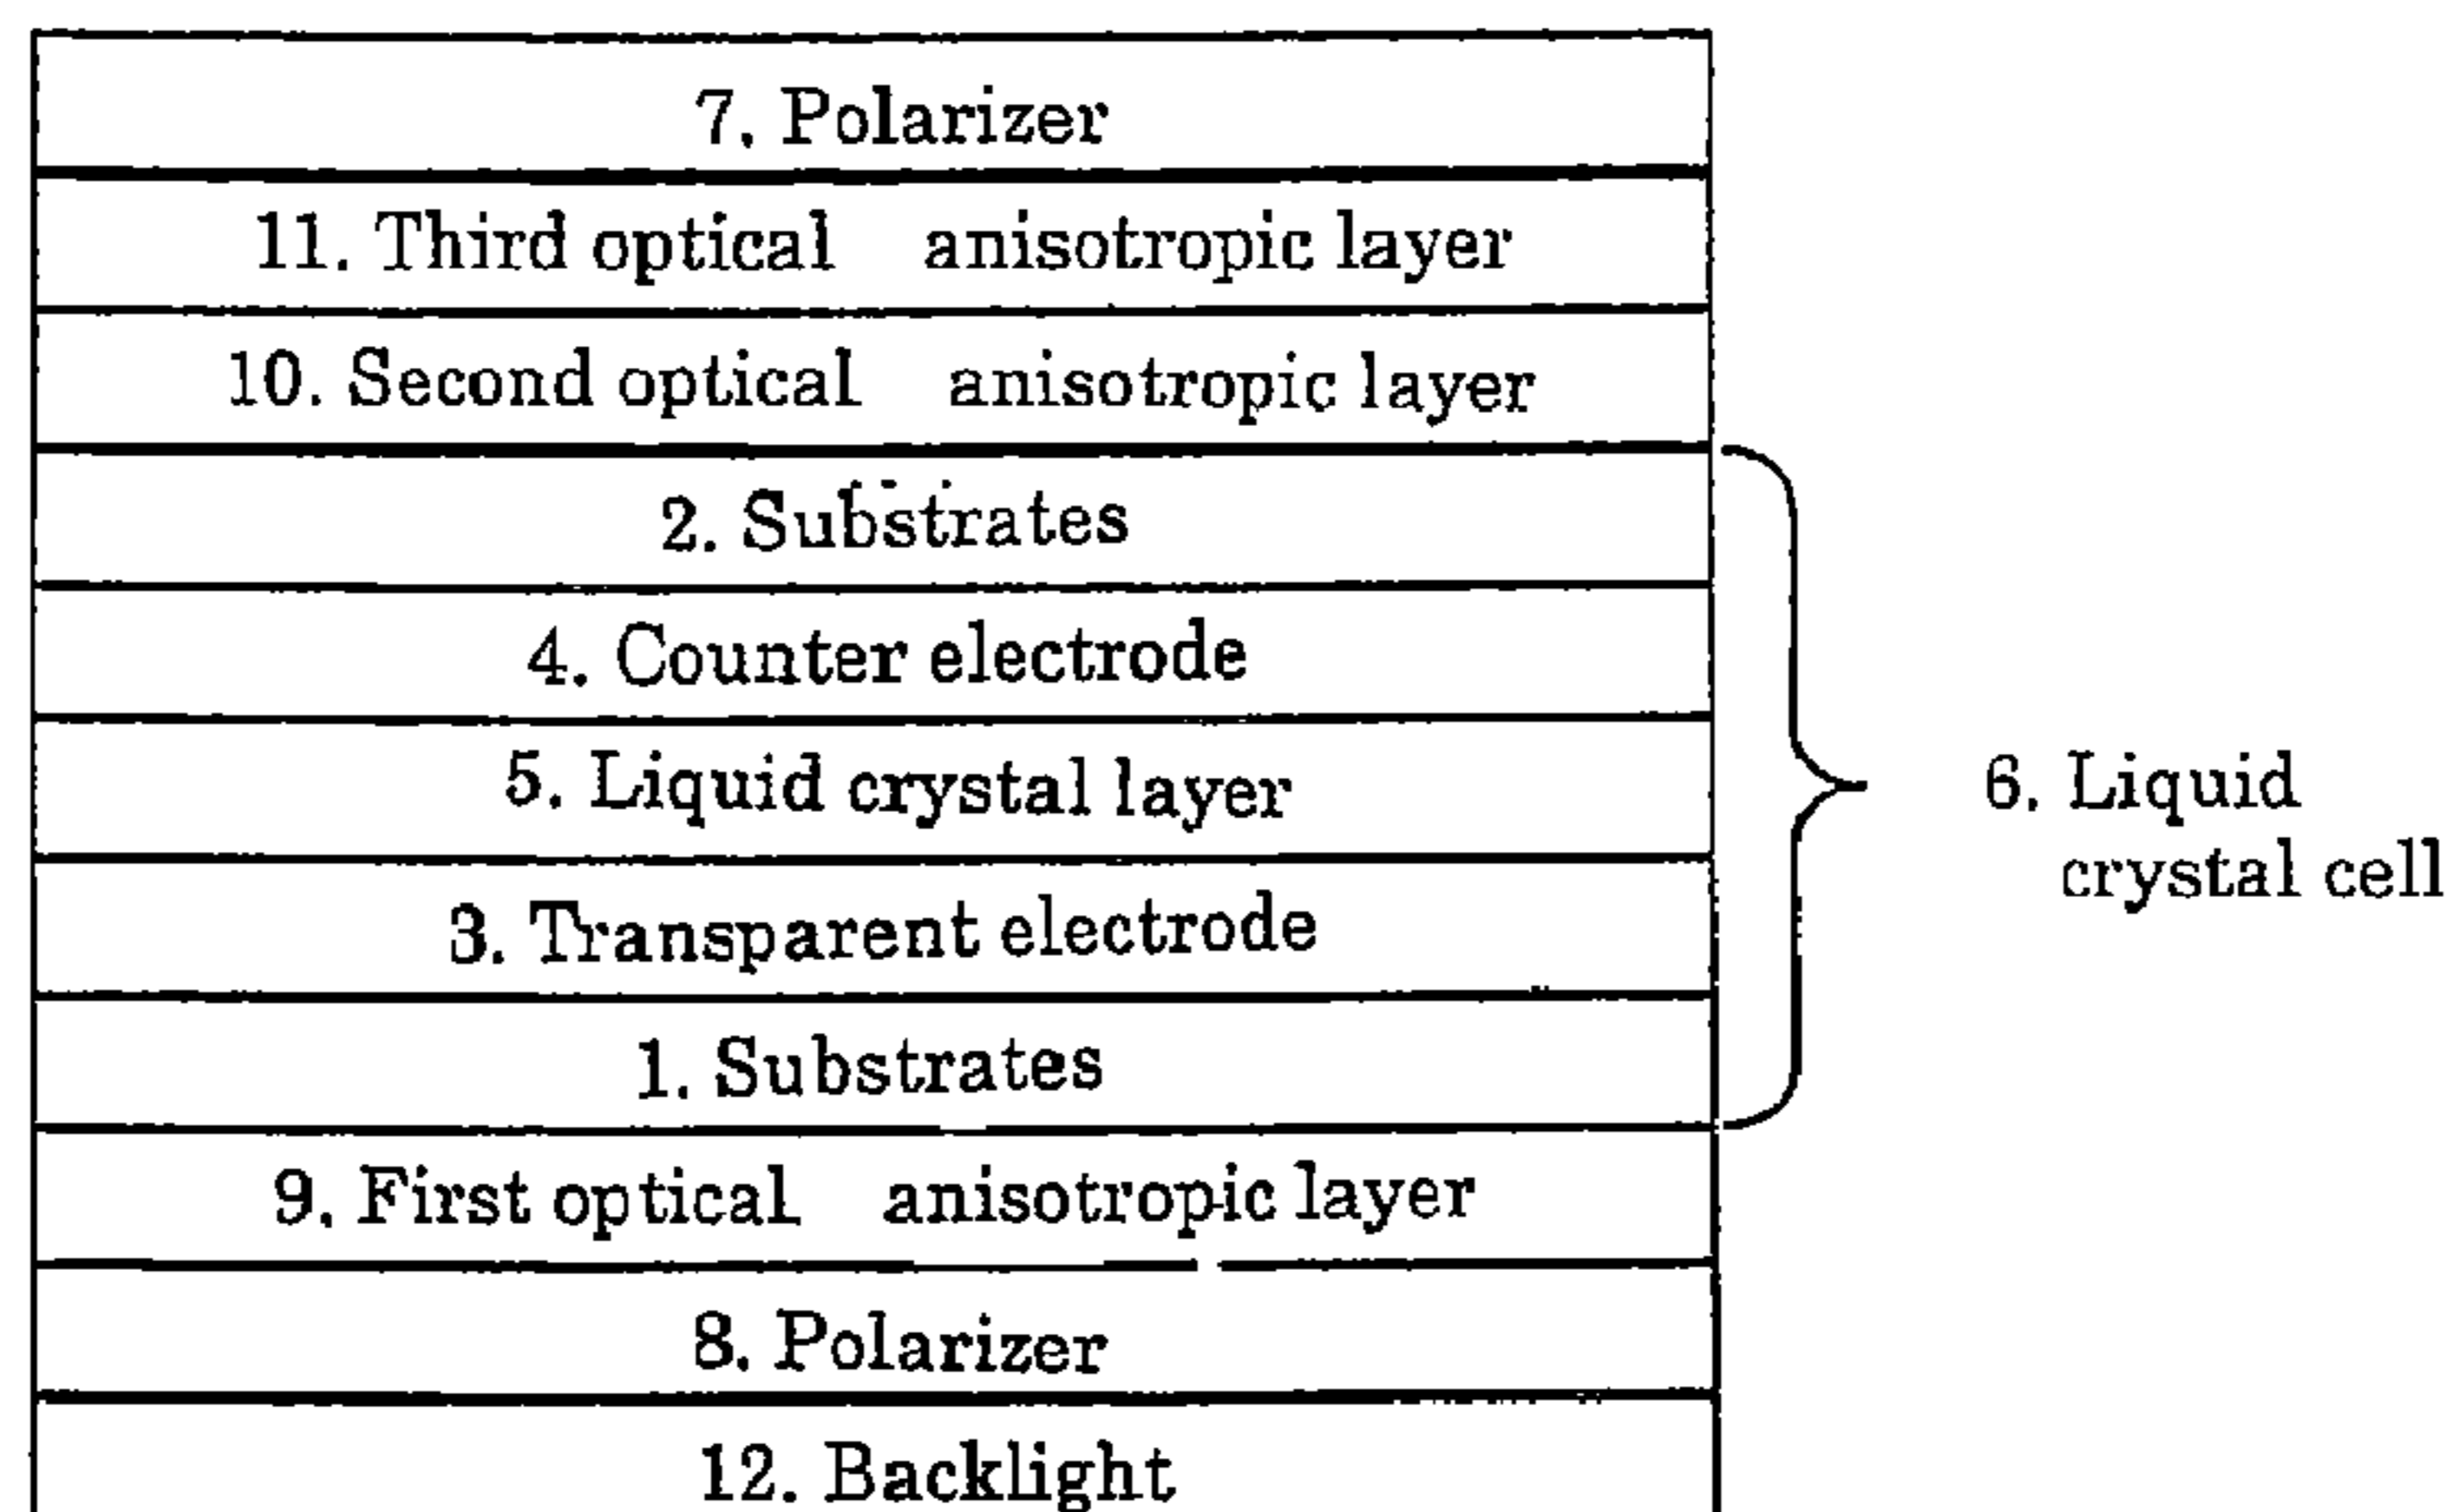 7. Polarizer
11. Third optical anisotropic layer
10. Second optical anisotropic layer
2. Substrates
4. Counter electrode
5. Liquid crystal layer
3. Transparent electrode
1. Substrates
9. First optical anisotropic layer
8. Polarizer
12. Backlight
6. Liquid
crystal cell